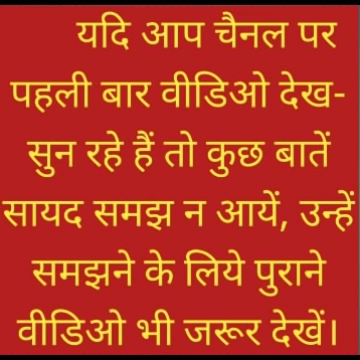 यदि आप चैनल पर
पहली बार वीडिओ देख-
सुन रहे हैं तो कुछ बातें
सायद समझ न आयें, उन्हें
समझने के लिये पुराने
वीडिओ भी जरूर देखें।